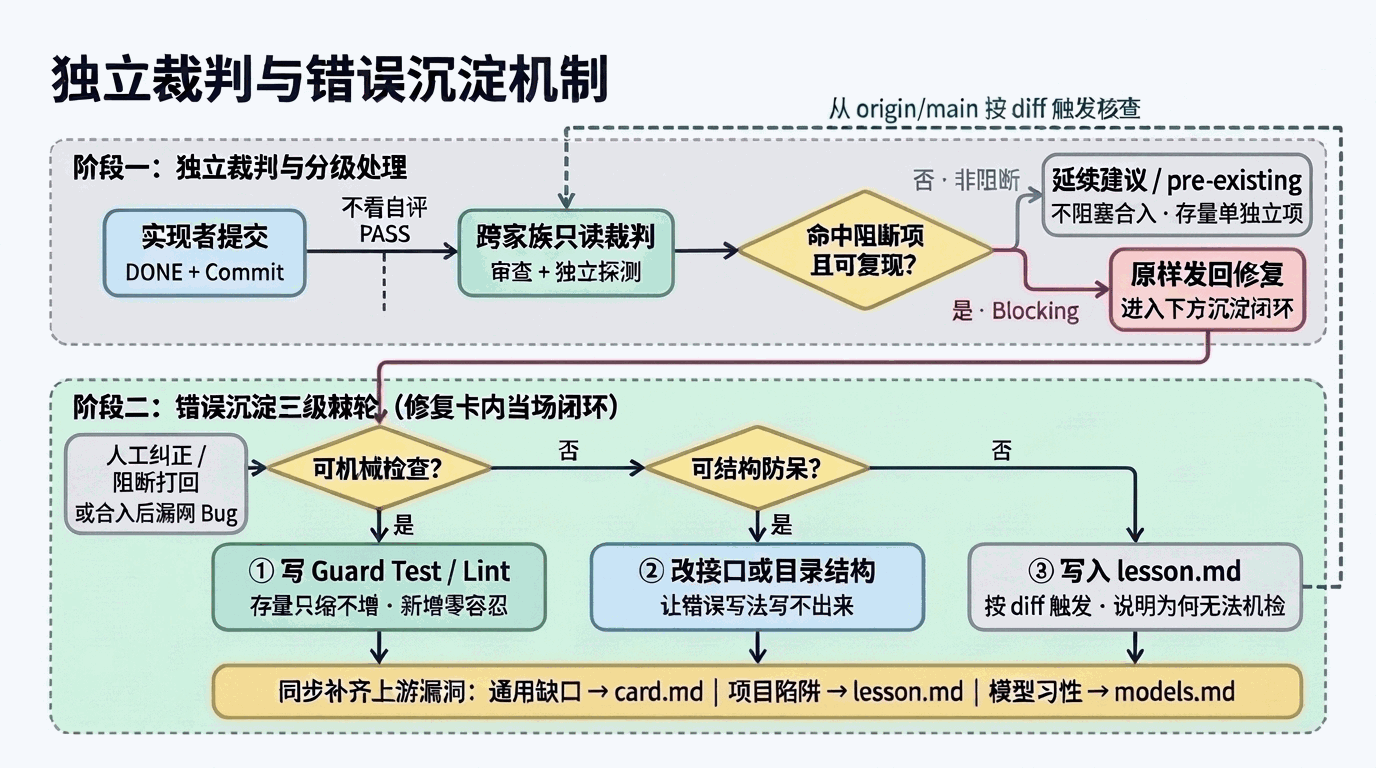 独立裁判与错误沉淀机制
从 origin/main 按 diff 触发核查
阶段一：独立裁判与分级处理
实现者提交
DONE + Commit
不看自评
PASS
跨家族只读裁判
审查 + 独立探测
命中阻断项
且可复现？
否 · 非阻断
延续建议 / pre-existing
不阻塞合入 · 存量单独立项
是 · Blocking
原样发回修复
进入下方沉淀闭环
阶段二：错误沉淀三级棘轮（修复卡内当场闭环）
人工纠正 /
阻断打回
或合入后漏网 Bug
可机械检查？
否
可结构防呆？
否
是
是
① 写 Guard Test / Lint
存量只缩不增 · 新增零容忍
② 改接口或目录结构
让错误写法写不出来
③ 写入 lesson.md
按 diff 触发 · 说明为何无法机检
同步补齐上游漏洞：通用缺口 → card.md | 项目陷阱 → lesson.md | 模型习性 → models.md